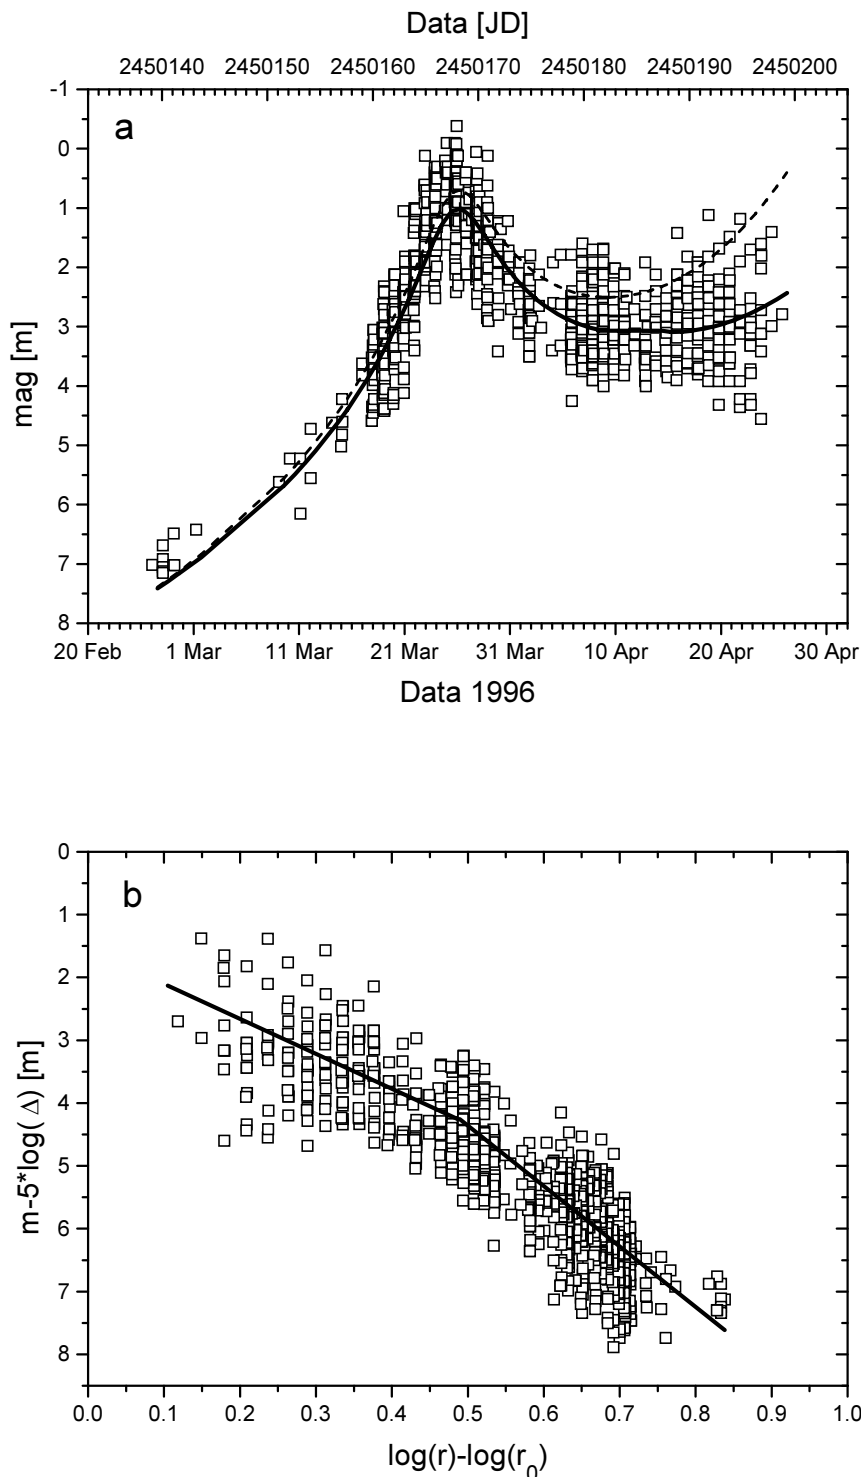 Data [JD]
2450140 2450150 2450160 2450170 2450180 2450190 2450200
-1
a
0
1
2
3
4
5
6
7
8
mag [m]
20 Feb 1 Mar 11 Mar 21 Mar 31 Mar 10 Apr 20 Apr 30 Apr
Data 1996
0
b
1
2
3
4
5
6
7
8
m-5*log( Δ) [m]
0.0 0.1 0.2 0.3 0.4 0.5 0.6 0.7 0.8 0.9 1.0
log(r)-log(r₀)